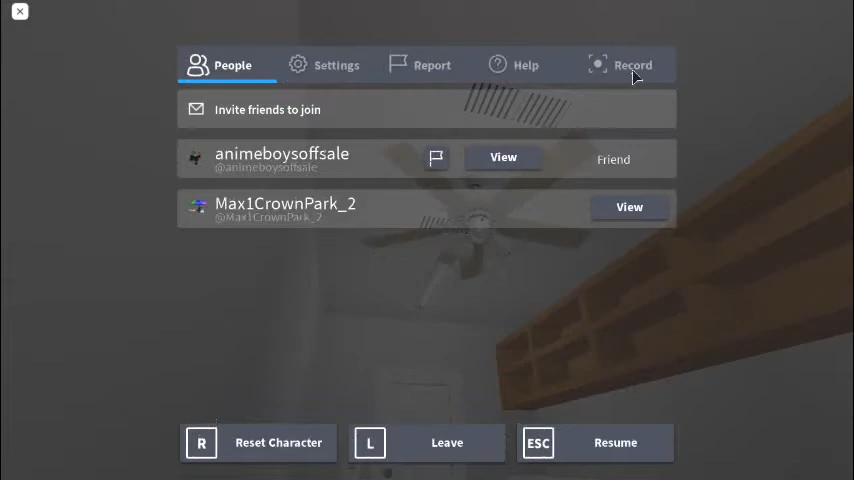 People Settings Report Help Record
Invite friends to join
animeboysoffsale View Friend
@animeboysoffsale
Max1CrownPark_2 View
@Max1CrownPark_2
R Reset Character L Leave ESC Resume